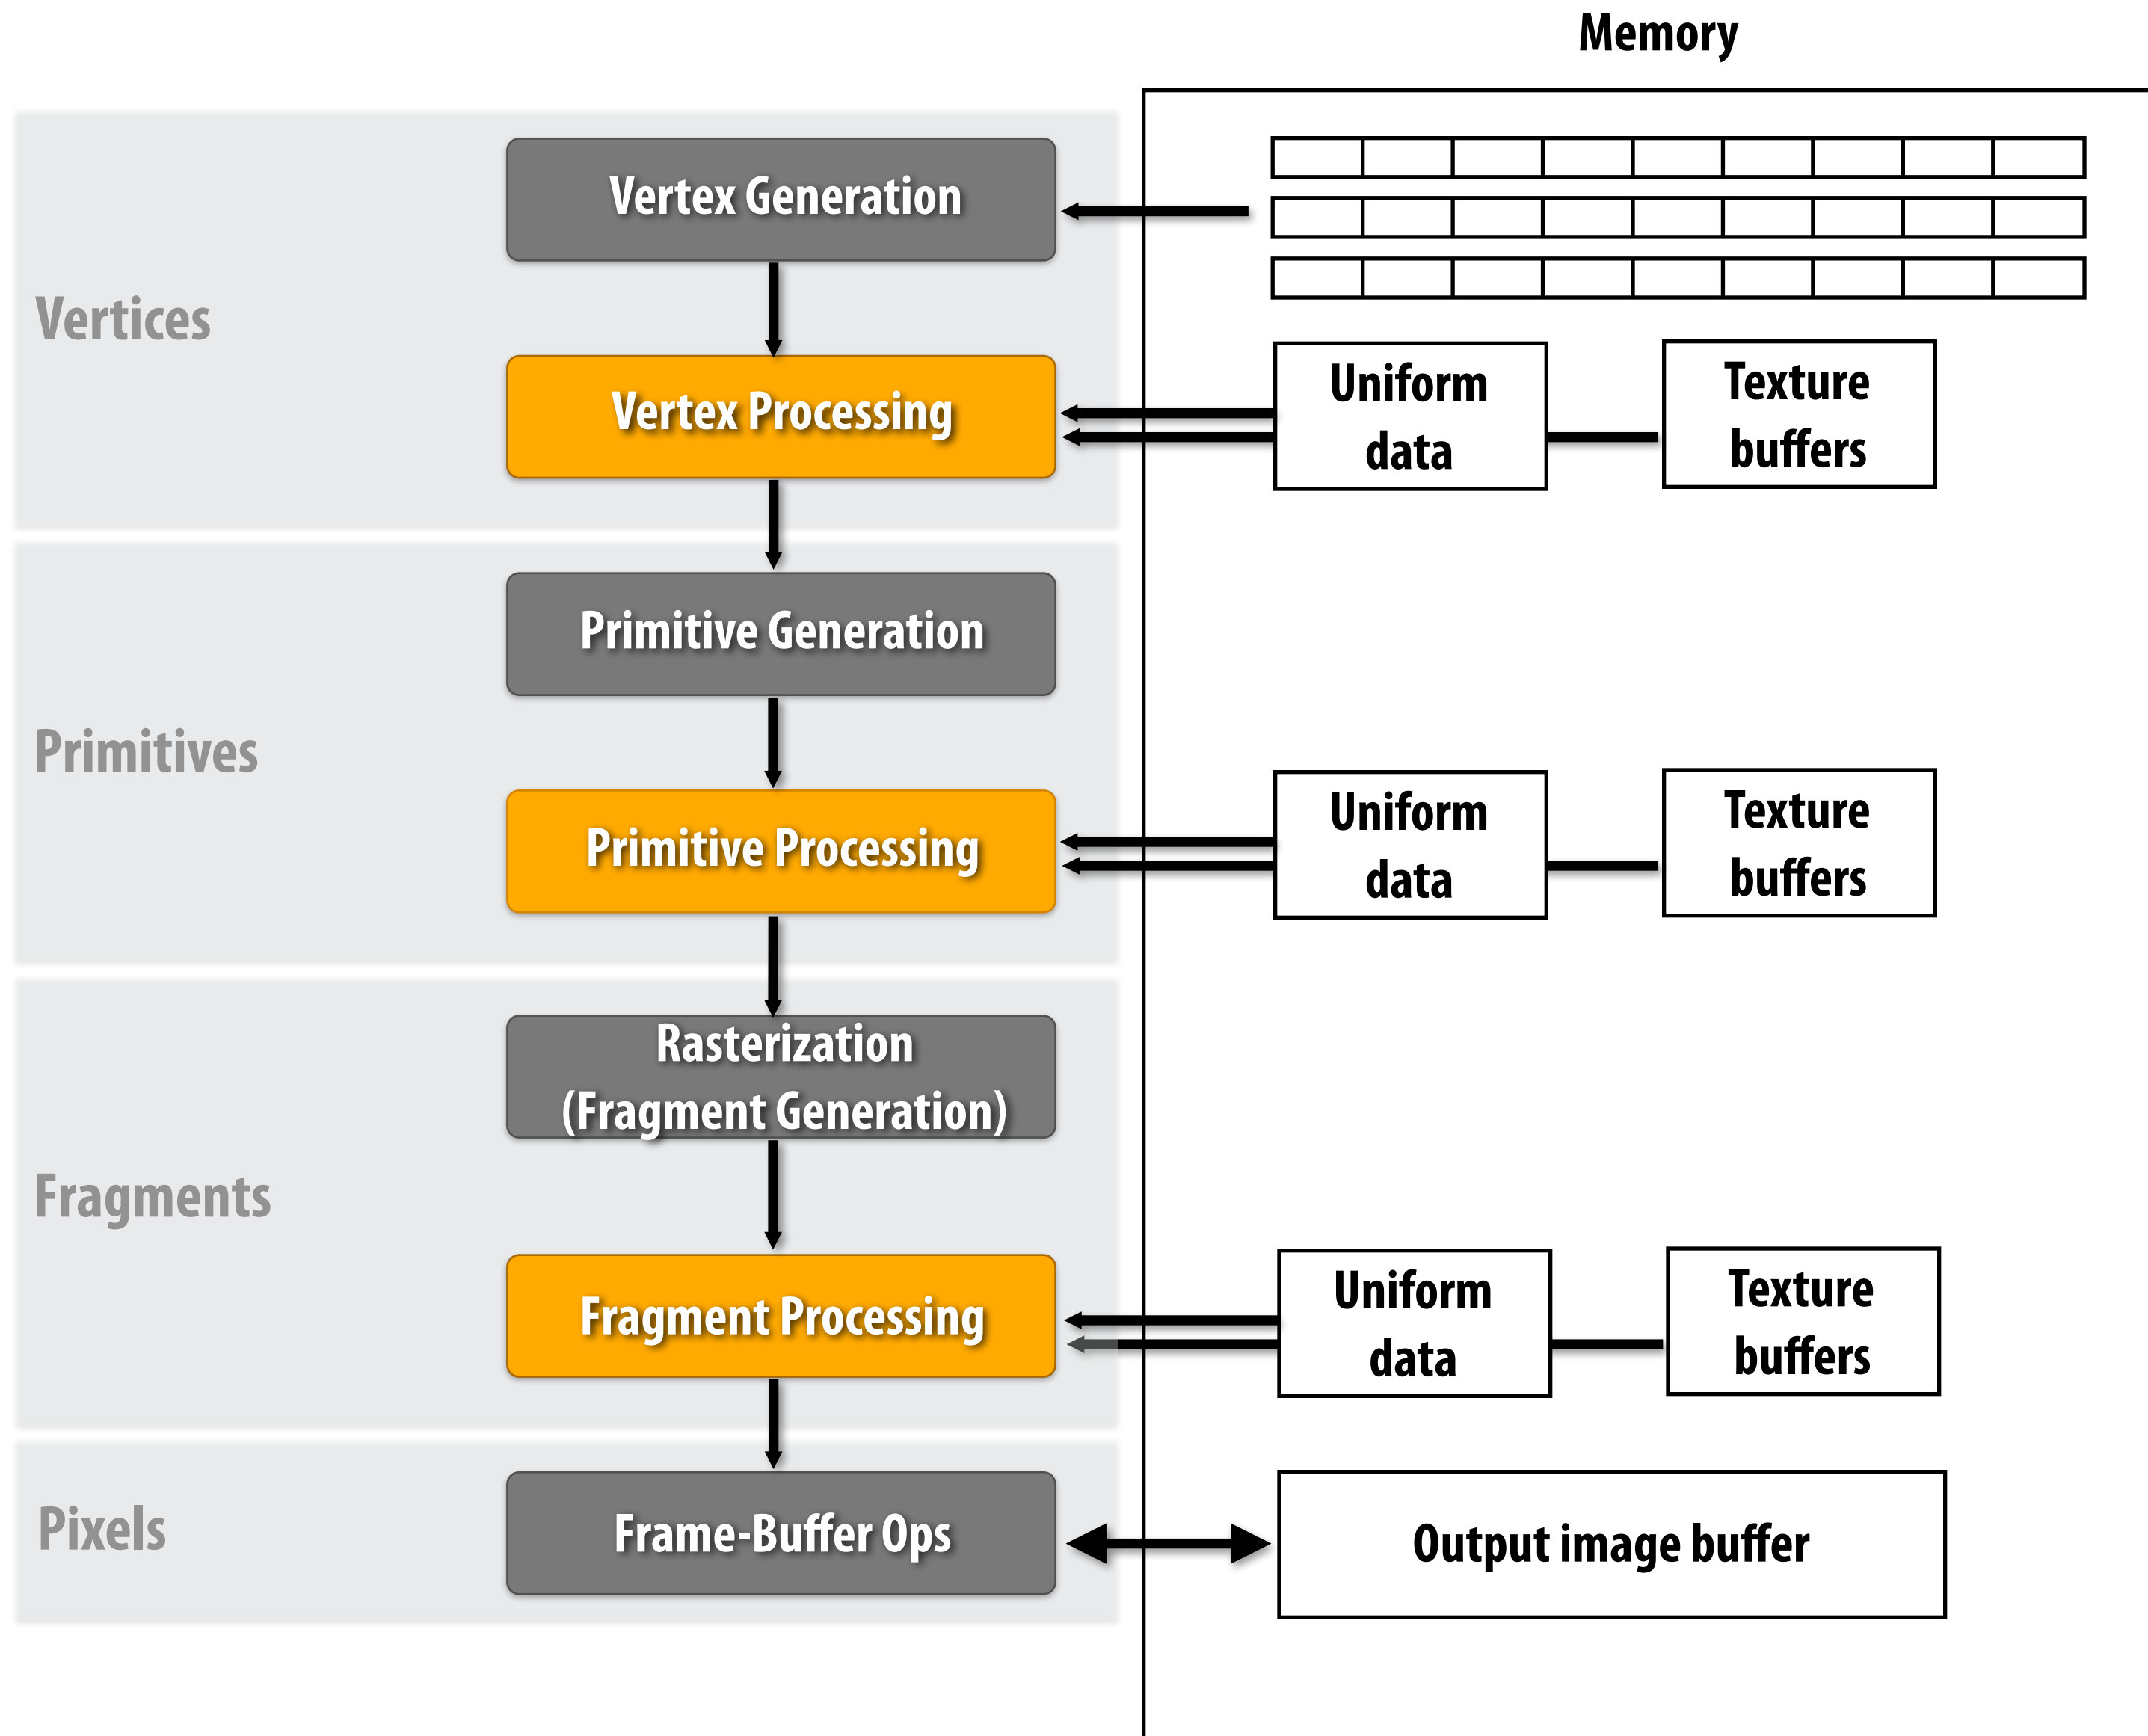 Memory
Vertices
Vertex Generation
Vertex Processing
Uniform
data
Texture
buffers
Primitives
Primitive Generation
Primitive Processing
Uniform
data
Texture
buffers
Fragments
Rasterization
(Fragment Generation)
Fragment Processing
Uniform
data
Texture
buffers
Pixels
Frame-Buffer Ops
Output image buffer